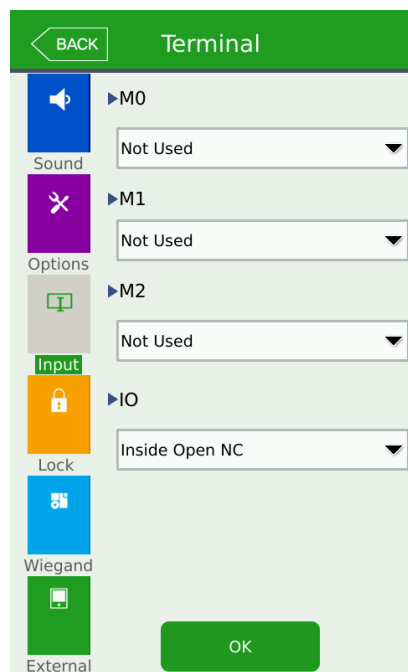 BACK
Terminal
Sound
Options
Input
Lock
Wiegand
External
M0
Not Used
M1
Not Used
M2
Not Used
IO
Inside Open NC
OK